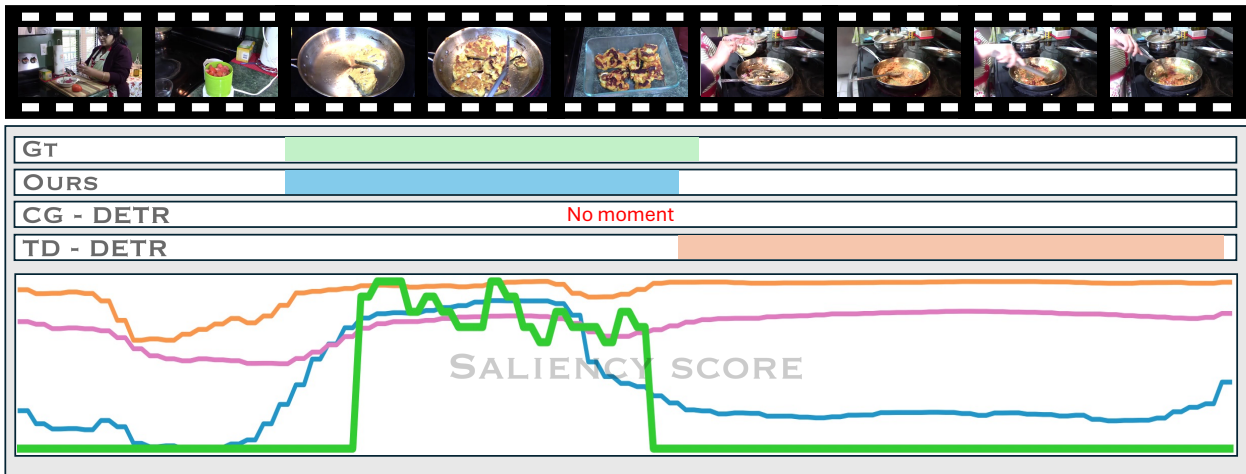 GT
OURS
CG - DETR
No moment
TD - DETR
SALIENCY SCORE